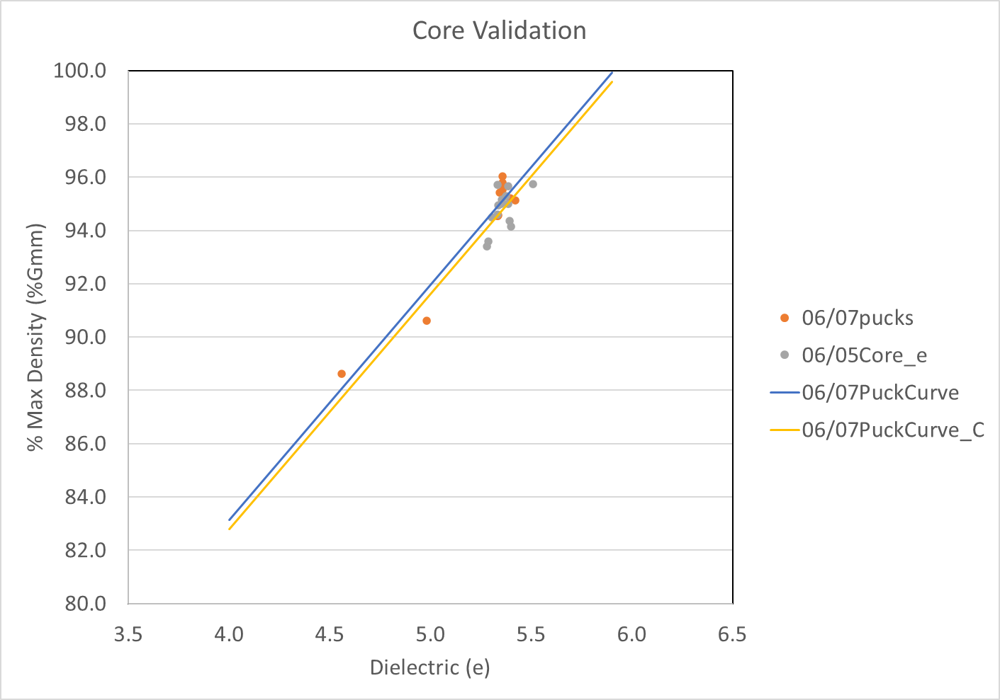 Core Validation
100.0
98.0
96.0
94.0
92.0
90.0
88.0
86.0
84.0
82.0
80.0
% Max Density (%Gmm)
3.5 4.0 4.5 5.0 5.5 6.0 6.5
Dielectric (e)
06/07pucks
06/05Core_e
06/07PuckCurve
06/07PuckCurve_C